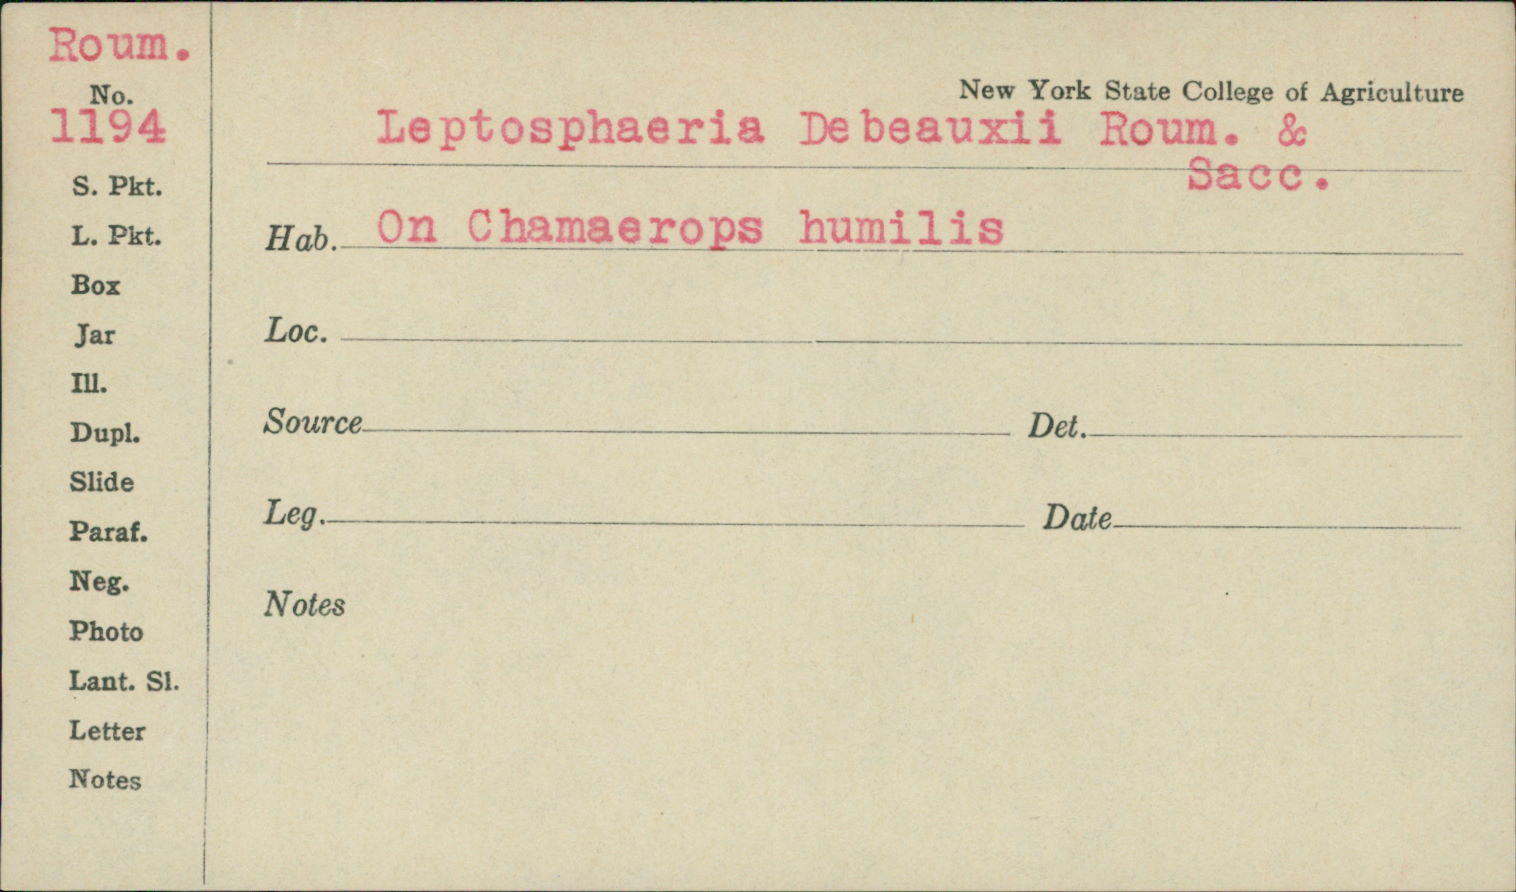 Roum.
No.
1194
S. Pkt.
L. Pkt.
Box
Jar
Ill.
Dupl.
Slide
Paraf.
Neg.
Photo
Lant. Sl.
Letter
Notes
New York State College of Agriculture
Leptosphaeria Debeauxii Roum. &
Sacc.
Hab. On Chamaerops humilis
Loc.
Source Det.
Leg. Date
Notes